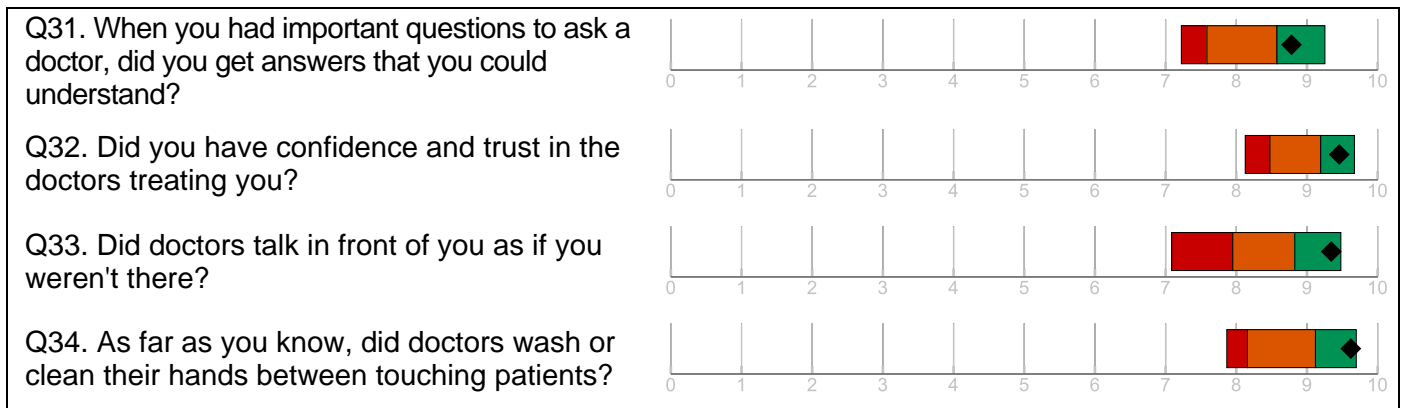 Q31. When you had important questions to ask a
doctor, did you get answers that you could
understand?
0 1 2 3 4 5 6 7 8 9 10
Q32. Did you have confidence and trust in the
doctors treating you?
0 1 2 3 4 5 6 7 8 9 10
Q33. Did doctors talk in front of you as if you
weren't there?
0 1 2 3 4 5 6 7 8 9 10
Q34. As far as you know, did doctors wash or
clean their hands between touching patients?
0 1 2 3 4 5 6 7 8 9 10